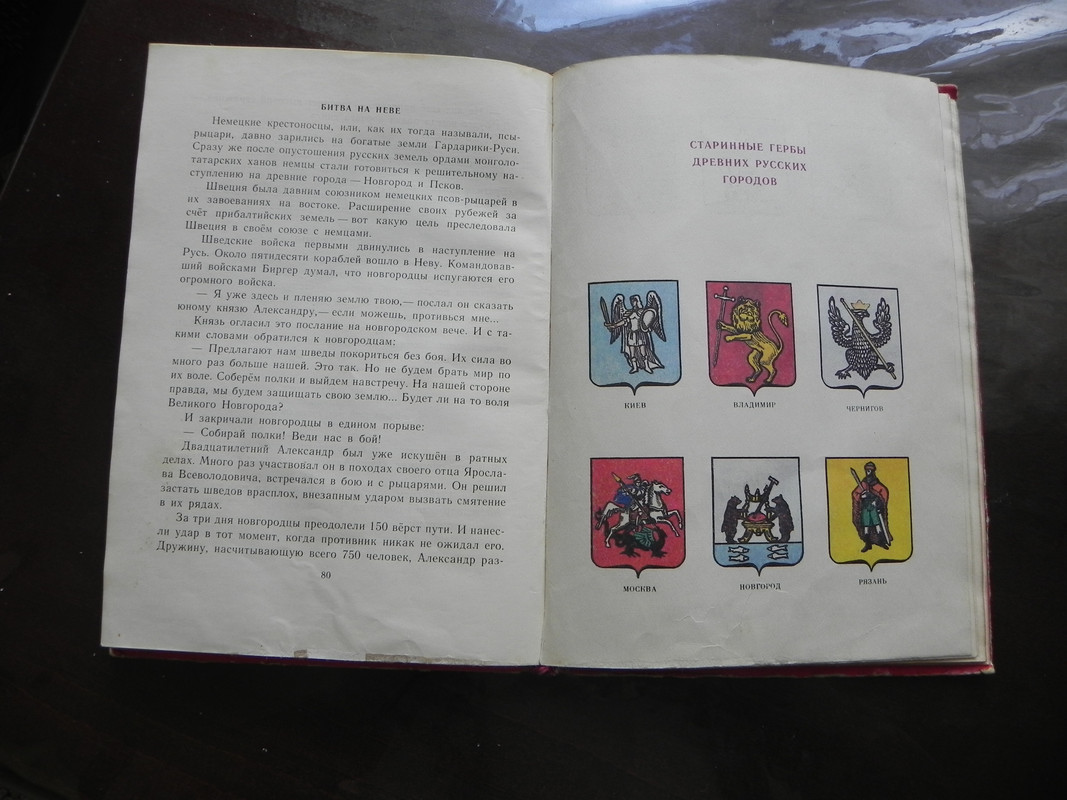 БИТВА НА НЕВЕ
Немецкие крестоносцы, или, как их тогда называли, псы-
рыцари, давно зарились на богатые земли Гардарики-Руси.
Сразу же после опустошения русских земель ордами монголо-
татарских ханов немцы стали готовиться к решительному на-
ступлению на древние города — Новгород и Псков.
Швеция была давним союзником немецких псов-рыцарей в
их завоеваниях на востоке. Расширение своих рубежей за
счёт прибалтийских земель — вот какую цель преследовала
Швеция в своём союзе с немцами.
Шведские войска первыми двинулись в наступление на
Русь. Около пятидесяти кораблей вошло в Неву. Командовав-
ший войсками Биргер думал, что новгородцы испугаются его
огромного войска.
— Я уже здесь и пленяю землю твою,— послал он сказать
юному князю Александру,— если можешь, противься мне...
Князь огласил это послание на новгородском вече. И с та-
кими словами обратился к новгородцам:
— Предлагают нам шведы покориться без боя. Их сила во
много раз больше нашей. Это так. Но не будем брать мир по
их воле. Соберём полки и выйдем навстречу. На нашей стороне
правда, мы будем защищать свою землю... Будет ли на то воля
Великого Новгорода?
И закричали новгородцы в едином порыве:
— Собирай полки! Веди нас в бой!
Двадцатилетний Александр был уже искушён в ратных
делах. Много раз участвовал он в походах своего отца Яросла-
ва Всеволодовича, встречался в бою и с рыцарями. Он решил
застать шведов врасплох, внезапным ударом вызвать смятение
в их рядах.
За три дня новгородцы преодолели 150 вёрст пути. И нанес-
ли удар в тот момент, когда противник никак не ожидал его.
Дружину, насчитывающую всего 750 человек, Александр раз-
80
СТАРИННЫЕ ГЕРБЫ
ДРЕВНИХ РУССКИХ
ГОРОДОВ
КИЕВ
ВЛАДИМИР
ЧЕРНИГОВ
МОСКВА
НОВГОРОД
РЯЗАНЬ